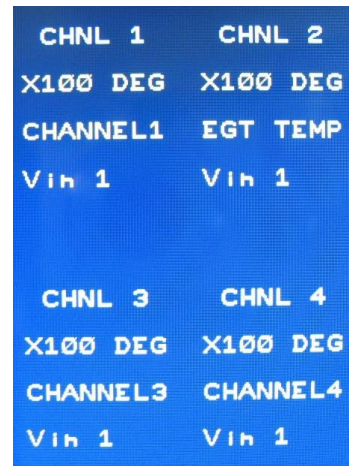 CHNL 1 CHNL 2
X100 DEG X100 DEG
CHANNEL1 EGT TEMP
Vin 1 Vin 1
CHNL 3 CHNL 4
X100 DEG X100 DEG
CHANNEL3 CHANNEL4
Vin 1 Vin 1